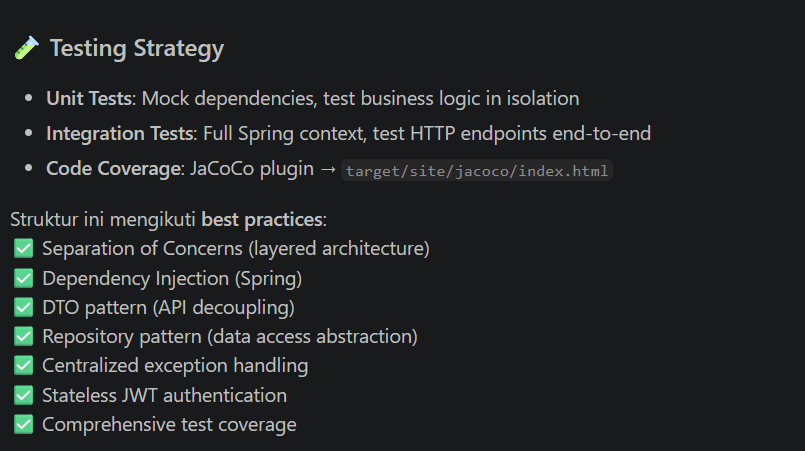 🧪 Testing Strategy
• Unit Tests: Mock dependencies, test business logic in isolation
• Integration Tests: Full Spring context, test HTTP endpoints end-to-end
• Code Coverage: JaCoCo plugin → target/site/jacoco/index.html
Struktur ini mengikuti best practices:
✅ Separation of Concerns (layered architecture)
✅ Dependency Injection (Spring)
✅ DTO pattern (API decoupling)
✅ Repository pattern (data access abstraction)
✅ Centralized exception handling
✅ Stateless JWT authentication
✅ Comprehensive test coverage